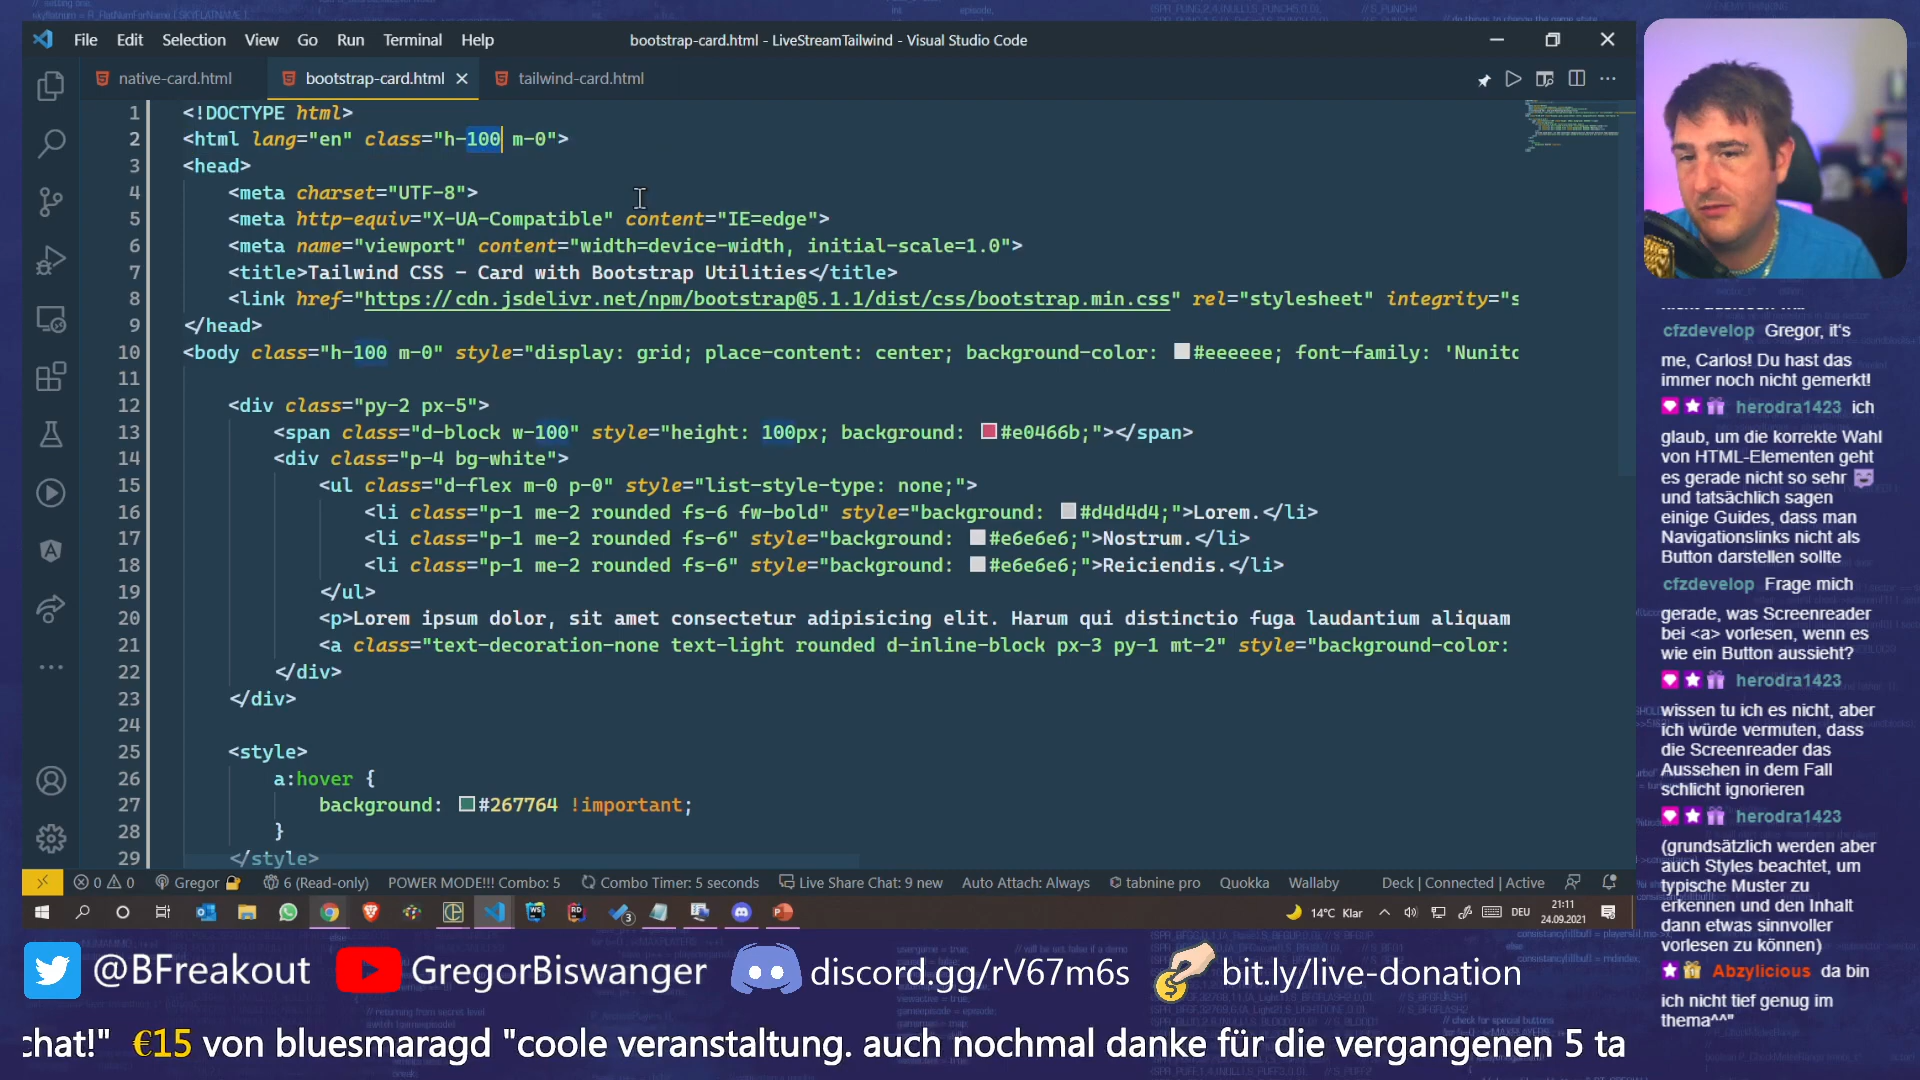 File Edit Selection View Go Run Terminal Help
bootstrap-card.html - LiveStreamTailwind - Visual Studio Code
native-card.html
bootstrap-card.html
tailwind-card.html
1 <!DOCTYPE html>
2 <html lang="en" class="h-100 m-0">
3 <head>
4 <meta charset="UTF-8">
5 <meta http-equiv="X-UA-Compatible" content="IE=edge">
6 <meta name="viewport" content="width=device-width, initial-scale=1.0">
7 <title>Tailwind CSS - Card with Bootstrap Utilities</title>
8 <link href="https://cdn.jsdelivr.net/npm/bootstrap@5.1.1/dist/css/bootstrap.min.css" rel="stylesheet" integrity="s
9 </head>
10 <body class="h-100 m-0" style="display: grid; place-content: center; background-color: #eeeeee; font-family: 'Nunito
11
12 <div class="py-2 px-5">
13 <span class="d-block w-100" style="height: 100px; background: #e0466b;"></span>
14 <div class="p-4 bg-white">
15 <ul class="d-flex m-0 p-0" style="list-style-type: none;">
16 <li class="p-1 me-2 rounded fs-6 fw-bold" style="background: #d4d4d4;">Lorem.</li>
17 <li class="p-1 me-2 rounded fs-6" style="background: #e6e6e6;">Nostrum.</li>
18 <li class="p-1 me-2 rounded fs-6" style="background: #e6e6e6;">Reiciendis.</li>
19 </ul>
20 <p>Lorem ipsum dolor, sit amet consectetur adipisicing elit. Harum qui distinctio fuga laudantium aliquam
21 <a class="text-decoration-none text-light rounded d-inline-block px-3 py-1 mt-2" style="background-color:
22 </div>
23 </div>
24
25 <style>
26 a:hover {
27 background: #267764 !important;
28 }
29 </style>
0 0 Gregor 6 (Read-only) POWER MODE!!! Combo: 5 Combo Timer: 5 seconds Live Share Chat: 9 new Auto Attach: Always tabnine pro Quokka Wallaby Deck | Connected | Active
3
14°C Klar
DEU
21:11
24.09.2021
cfzdevelop Gregor, it's
me, Carlos! Du hast das
immer noch nicht gemerkt!
herodra1423 ich
glaub, um die korrekte Wahl
von HTML-Elementen geht
es gerade nicht so sehr
und tatsächlich sagen
einige Guides, dass man
Navigationslinks nicht als
Button darstellen sollte
cfzdevelop Frage mich
gerade, was Screenreader
bei <a> vorlesen, wenn es
wie ein Button aussieht?
herodra1423
wissen tu ich es nicht, aber
ich würde vermuten, dass
die Screenreader das
Aussehen in dem Fall
schlicht ignorieren
herodra1423
(grundsätzlich werden aber
auch Styles beachtet, um
typische Muster zu
erkennen und den Inhalt
dann etwas sinnvoller
vorlesen zu können)
Abzylicious da bin
ich nicht tief genug im
thema^^"
@BFreakout GregorBiswanger discord.gg/rV67m6s bit.ly/live-donation
chat!" €15 von bluesmaragd "coole veranstaltung. auch nochmal danke für die vergangenen 5 ta